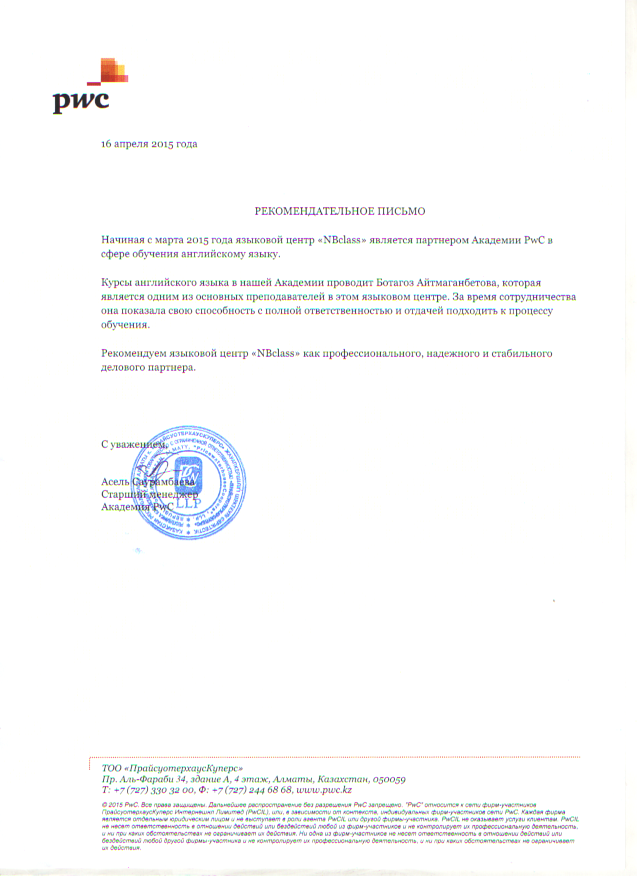 pwc
16 апреля 2015 года
РЕКОМЕНДАТЕЛЬНОЕ ПИСЬМО
Начиная с марта 2015 года языковой центр «NBclass» является партнером Академии PwC в
сфере обучения английскому языку.
Курсы английского языка в нашей Академии проводит Ботагоз Айтмаганбетова, которая
является одним из основных преподавателей в этом языковом центре. За время сотрудничества
она показала свою способность с полной ответственностью и отдачей подходить к процессу
обучения.
Рекомендуем языковой центр «NBclass» как профессионального, надежного и стабильного
делового партнера.
С уважением,
Асель Саурамбаева
Старший менеджер
Академия PwC
LLP
ТОО «ПрайсуотерхаусКуперс»
Пр. Аль-Фараби 34, здание А, 4 этаж, Алматы, Казахстан, 050059
Т: +7 (727) 330 32 00, Ф: +7 (727) 244 68 68, www.pwc.kz
© 2015 PwC. Все права защищены. Дальнейшее распространение без разрешения PwC запрещено. "PwC" относится к сети фирм-участников
ПрайсуотерхаусКуперс Интернешнл Лимитед (PwCIL), или, в зависимости от контекста, индивидуальных фирм-участников сети PwC. Каждая фирма
является отдельным юридическим лицом и не выступает в роли агента PwCIL или другой фирмы-участника. PwCIL не оказывает услуги клиентам. PwCIL
не несет ответственность в отношении действий или бездействий любой из фирм-участников и не контролирует их профессиональную деятельность,
и ни при каких обстоятельствах не ограничивает их действия. Ни одна из фирм-участников не несет ответственность в отношении действий или
бездействий любой другой фирмы-участника и не контролирует их профессиональную деятельность, и ни при каких обстоятельствах не ограничивает
их действия.